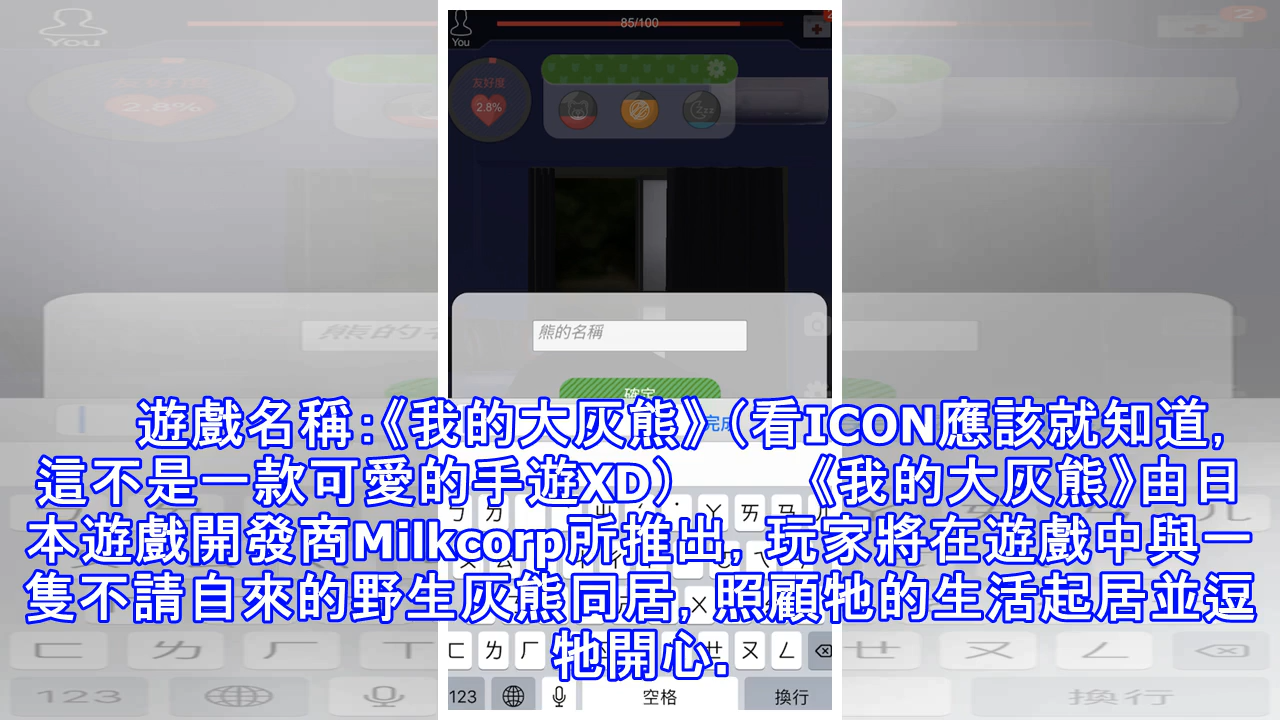 85/100
2
You
友好度
2.8%
zzz
熊的名稱
確定
完成
遊戲名稱:《我的大灰熊》(看ICON應該就知道,
這不是一款可愛的手遊XD) 《我的大灰熊》由日
本遊戲開發商Milkcorp所推出, 玩家將在遊戲中與一
隻不請自來的野生灰熊同居, 照顧牠的生活起居並逗
牠開心.
ㄈ ㄌ ㄏ ㄡ ㄥ
123 空格 換行